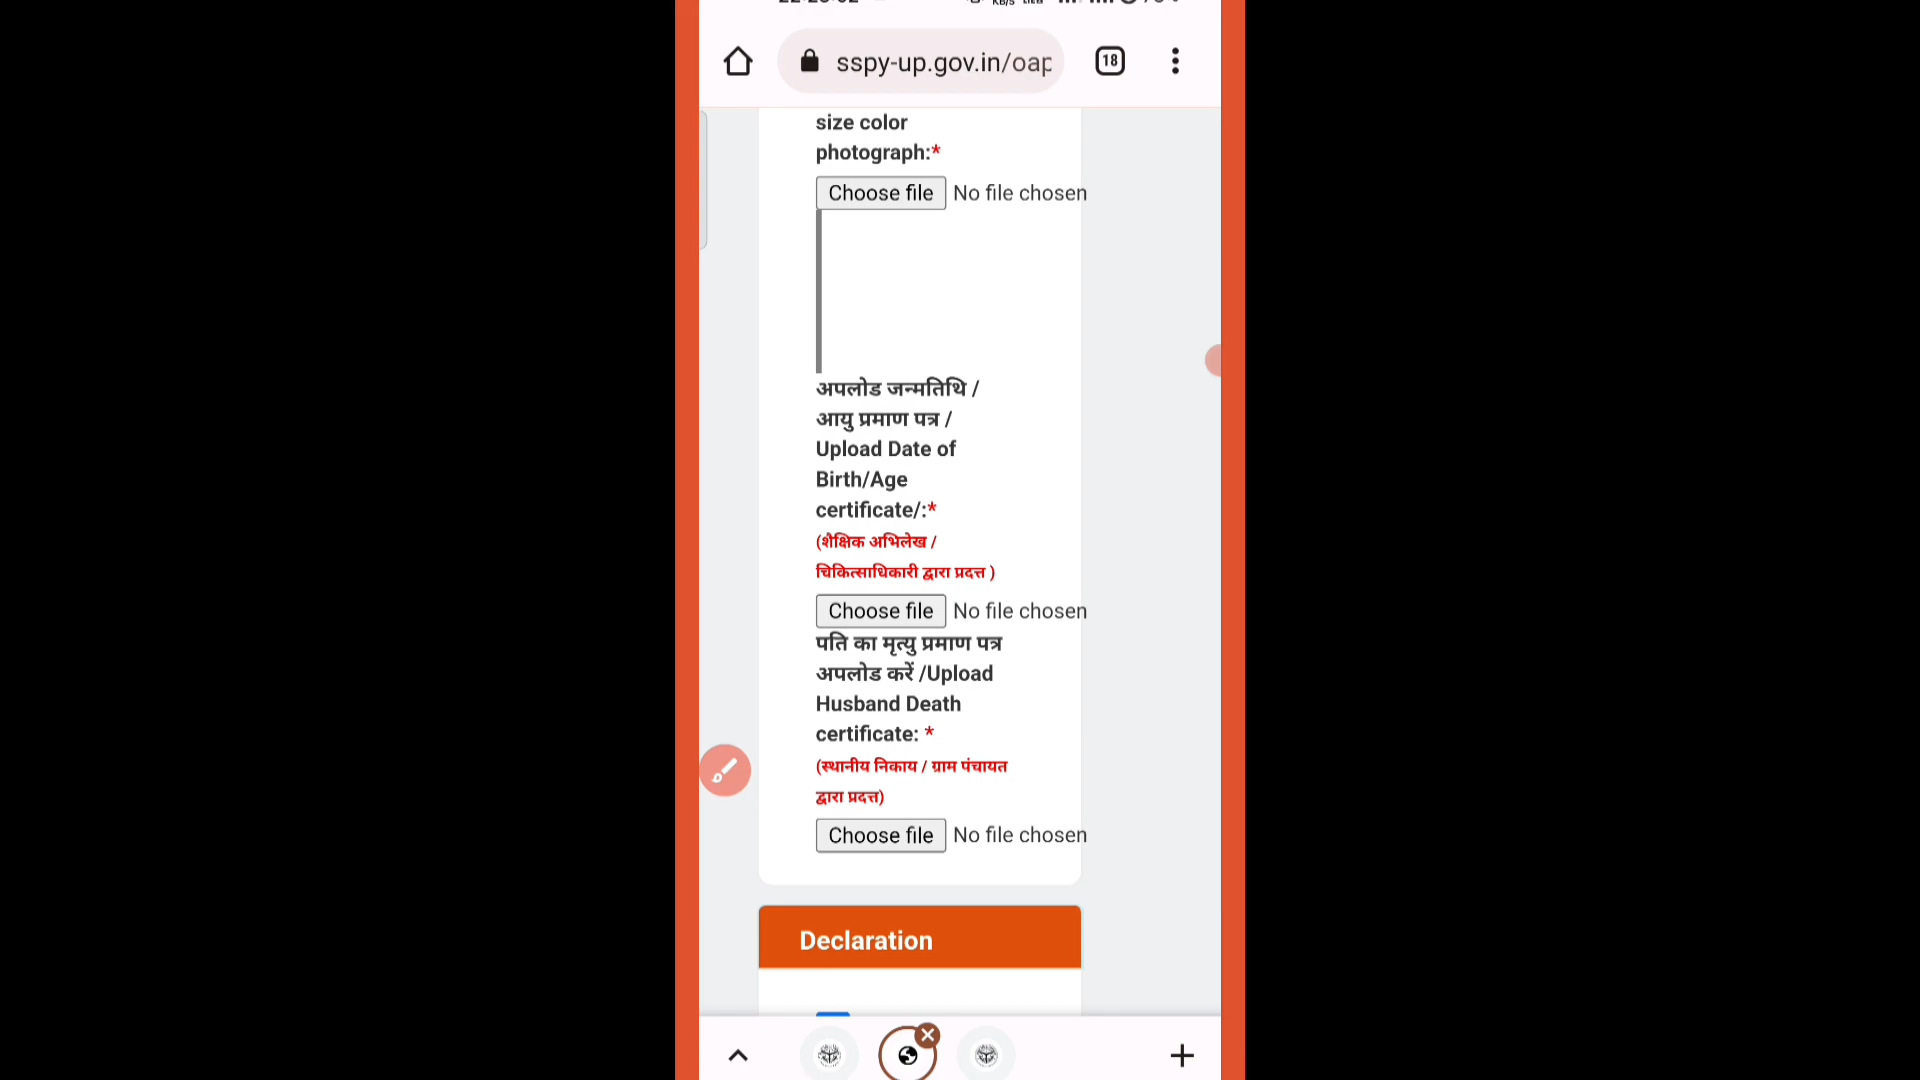 sspy-up.gov.in/oap
18
size color
photograph:*
Choose file No file chosen
अपलोड जन्मतिथि /
आयु प्रमाण पत्र /
Upload Date of
Birth/Age
certificate/:*
(शैक्षिक अभिलेख /
चिकित्साधिकारी द्वारा प्रदत्त )
Choose file No file chosen
पति का मृत्यु प्रमाण पत्र
अपलोड करें /Upload
Husband Death
certificate: *
(स्थानीय निकाय / ग्राम पंचायत
द्वारा प्रदत्त)
Choose file No file chosen
Declaration